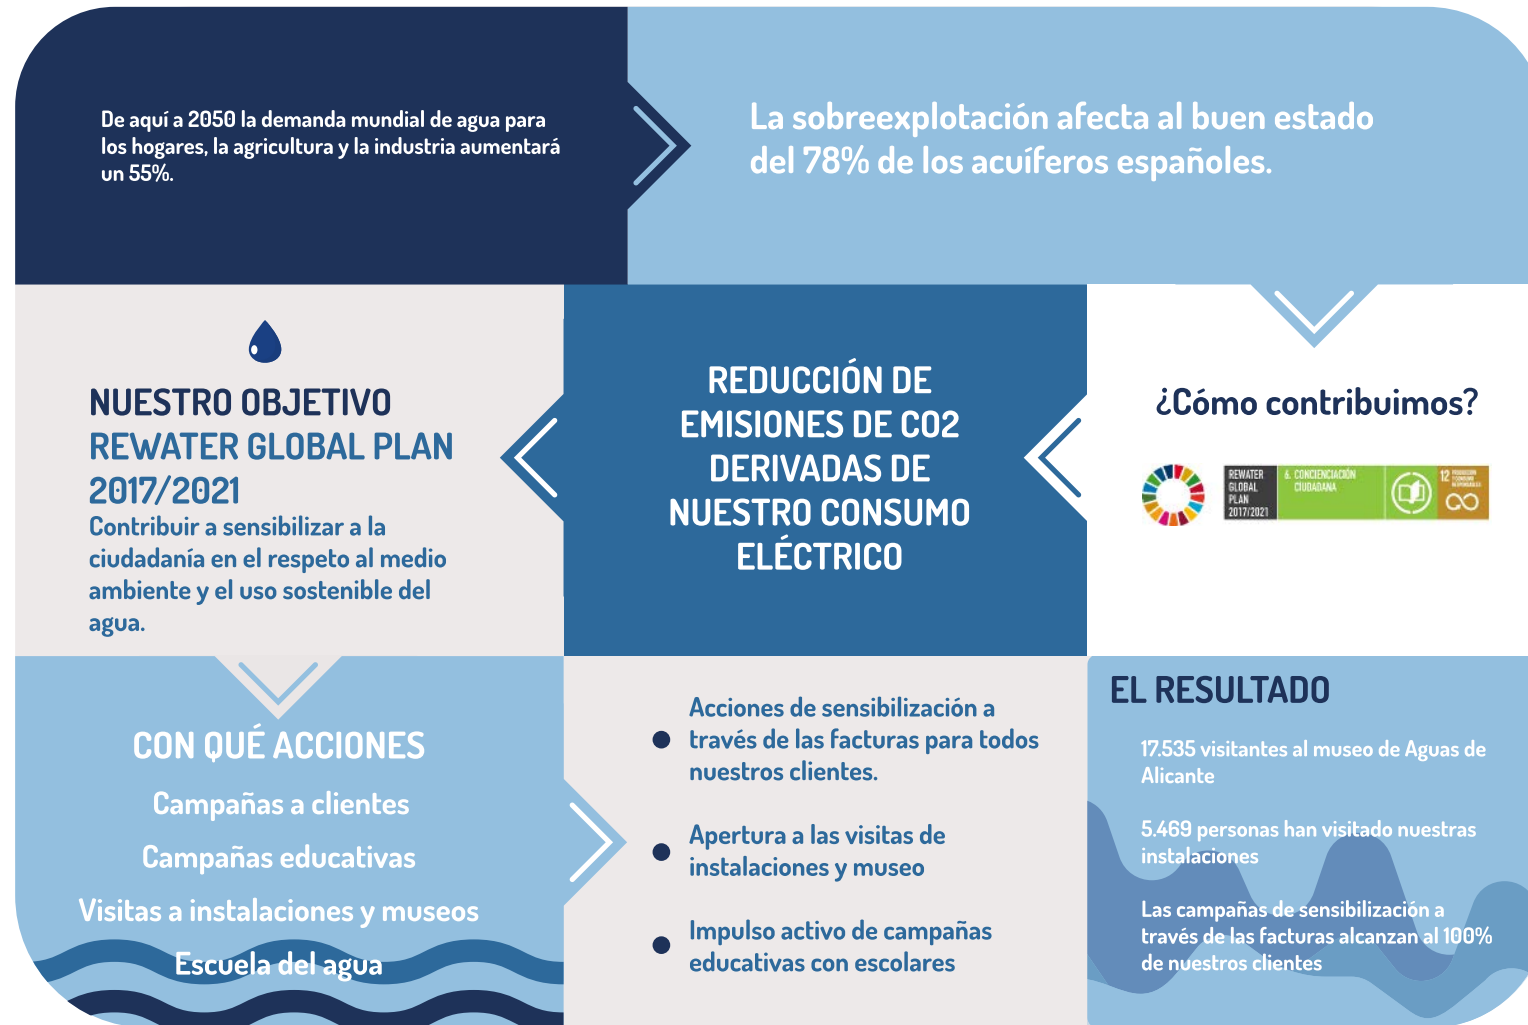 De aquí a 2050 la demanda mundial de agua para
los hogares, la agricultura y la industria aumentará
un 55%.
La sobreexplotación afecta al buen estado
del 78% de los acuíferos españoles.
¿Cómo contribuimos?
REWATER
GLOBAL
PLAN
2017/2021
6. CONCIENCIACIÓN
CIUDADANA
12 PRODUCCIÓN
Y CONSUMO
RESPONSABLES
REDUCCIÓN DE
EMISIONES DE CO2
DERIVADAS DE
NUESTRO CONSUMO
ELÉCTRICO
NUESTRO OBJETIVO
REWATER GLOBAL PLAN
2017/2021
Contribuir a sensibilizar a la
ciudadanía en el respeto al medio
ambiente y el uso sostenible del
agua.
CON QUÉ ACCIONES
Campañas a clientes
Campañas educativas
Visitas a instalaciones y museos
Escuela del agua
Acciones de sensibilización a
través de las facturas para todos
nuestros clientes.
Apertura a las visitas de
instalaciones y museo
Impulso activo de campañas
educativas con escolares
EL RESULTADO
17.535 visitantes al museo de Aguas de
Alicante
5.469 personas han visitado nuestras
instalaciones
Las campañas de sensibilización a
través de las facturas alcanzan al 100%
de nuestros clientes